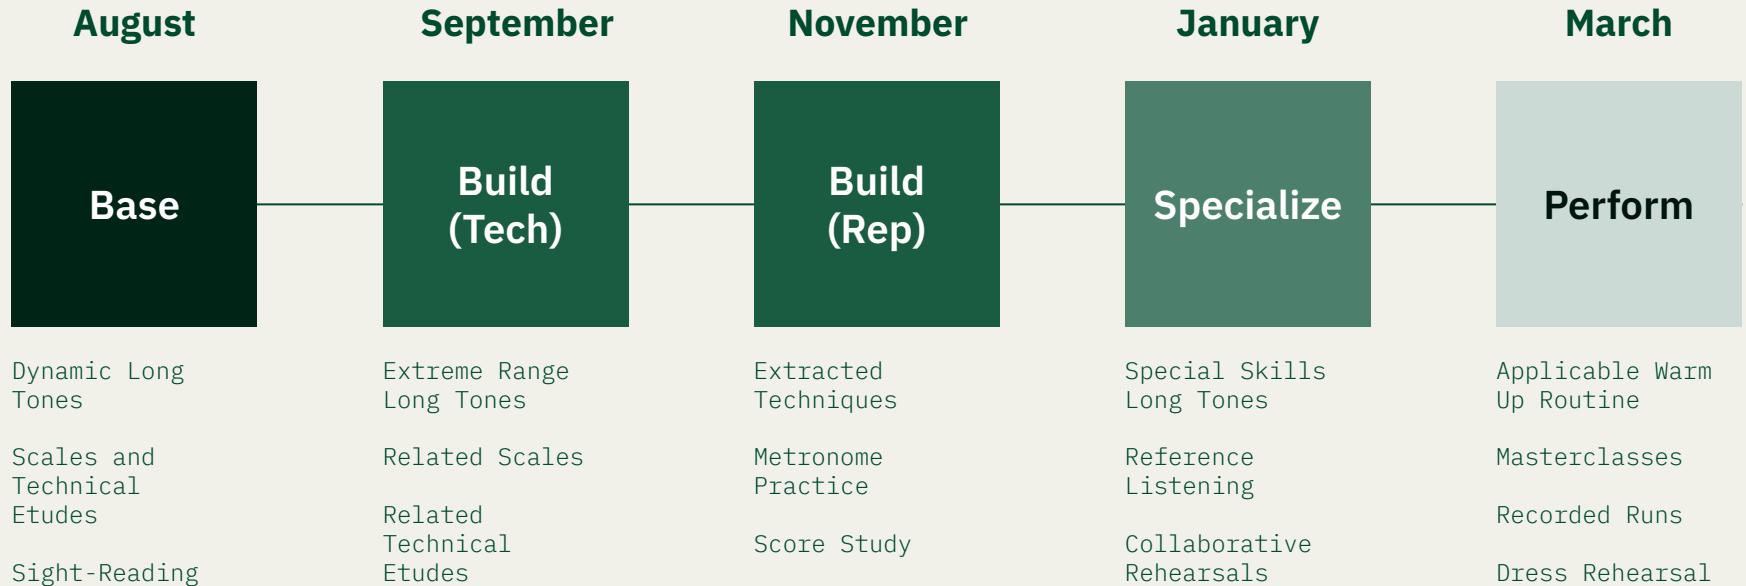 August
September
November
January
March
Base
Build
(Tech)
Build
(Rep)
Specialize
Perform
Dynamic Long
Tones
Scales and
Technical
Etudes
Sight-Reading
Extreme Range
Long Tones
Related Scales
Related
Technical
Etudes
Extracted
Techniques
Metronome
Practice
Score Study
Special Skills
Long Tones
Reference
Listening
Collaborative
Rehearsals
Applicable Warm
Up Routine
Masterclasses
Recorded Runs
Dress Rehearsal